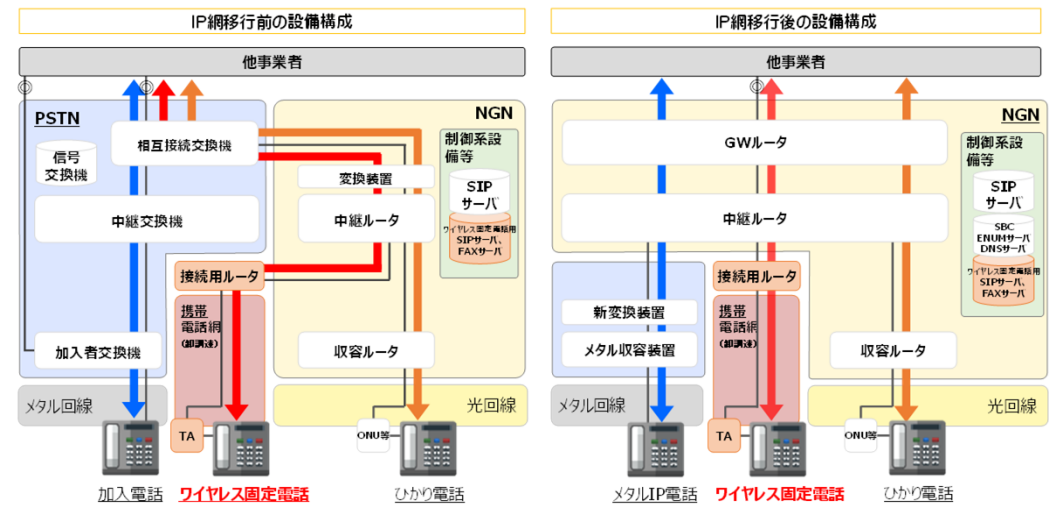 IP網移行前の設備構成
他事業者
PSTN
NGN
相互接続交換機
信号
交換機
制御系設
備等
変換装置
SIP
サーバ
中継交換機
中継ルータ
ワイヤレス固定電話用
SIPサーバ、
FAXサーバ
接続用ルータ
携帯
電話網
(卸調達)
加入者交換機
収容ルータ
メタル回線
光回線
TA
ONU等
加入電話
ワイヤレス固定電話
ひかり電話
IP網移行後の設備構成
他事業者
NGN
GWルータ
制御系設
備等
SIP
サーバ
中継ルータ
SBC
ENUMサーバ
DNSサーバ
ワイヤレス固定電話用
SIPサーバ、
FAXサーバ
接続用ルータ
新変換装置
携帯
電話網
(卸調達)
メタル収容装置
収容ルータ
メタル回線
光回線
TA
ONU等
メタルIP電話
ワイヤレス固定電話
ひかり電話